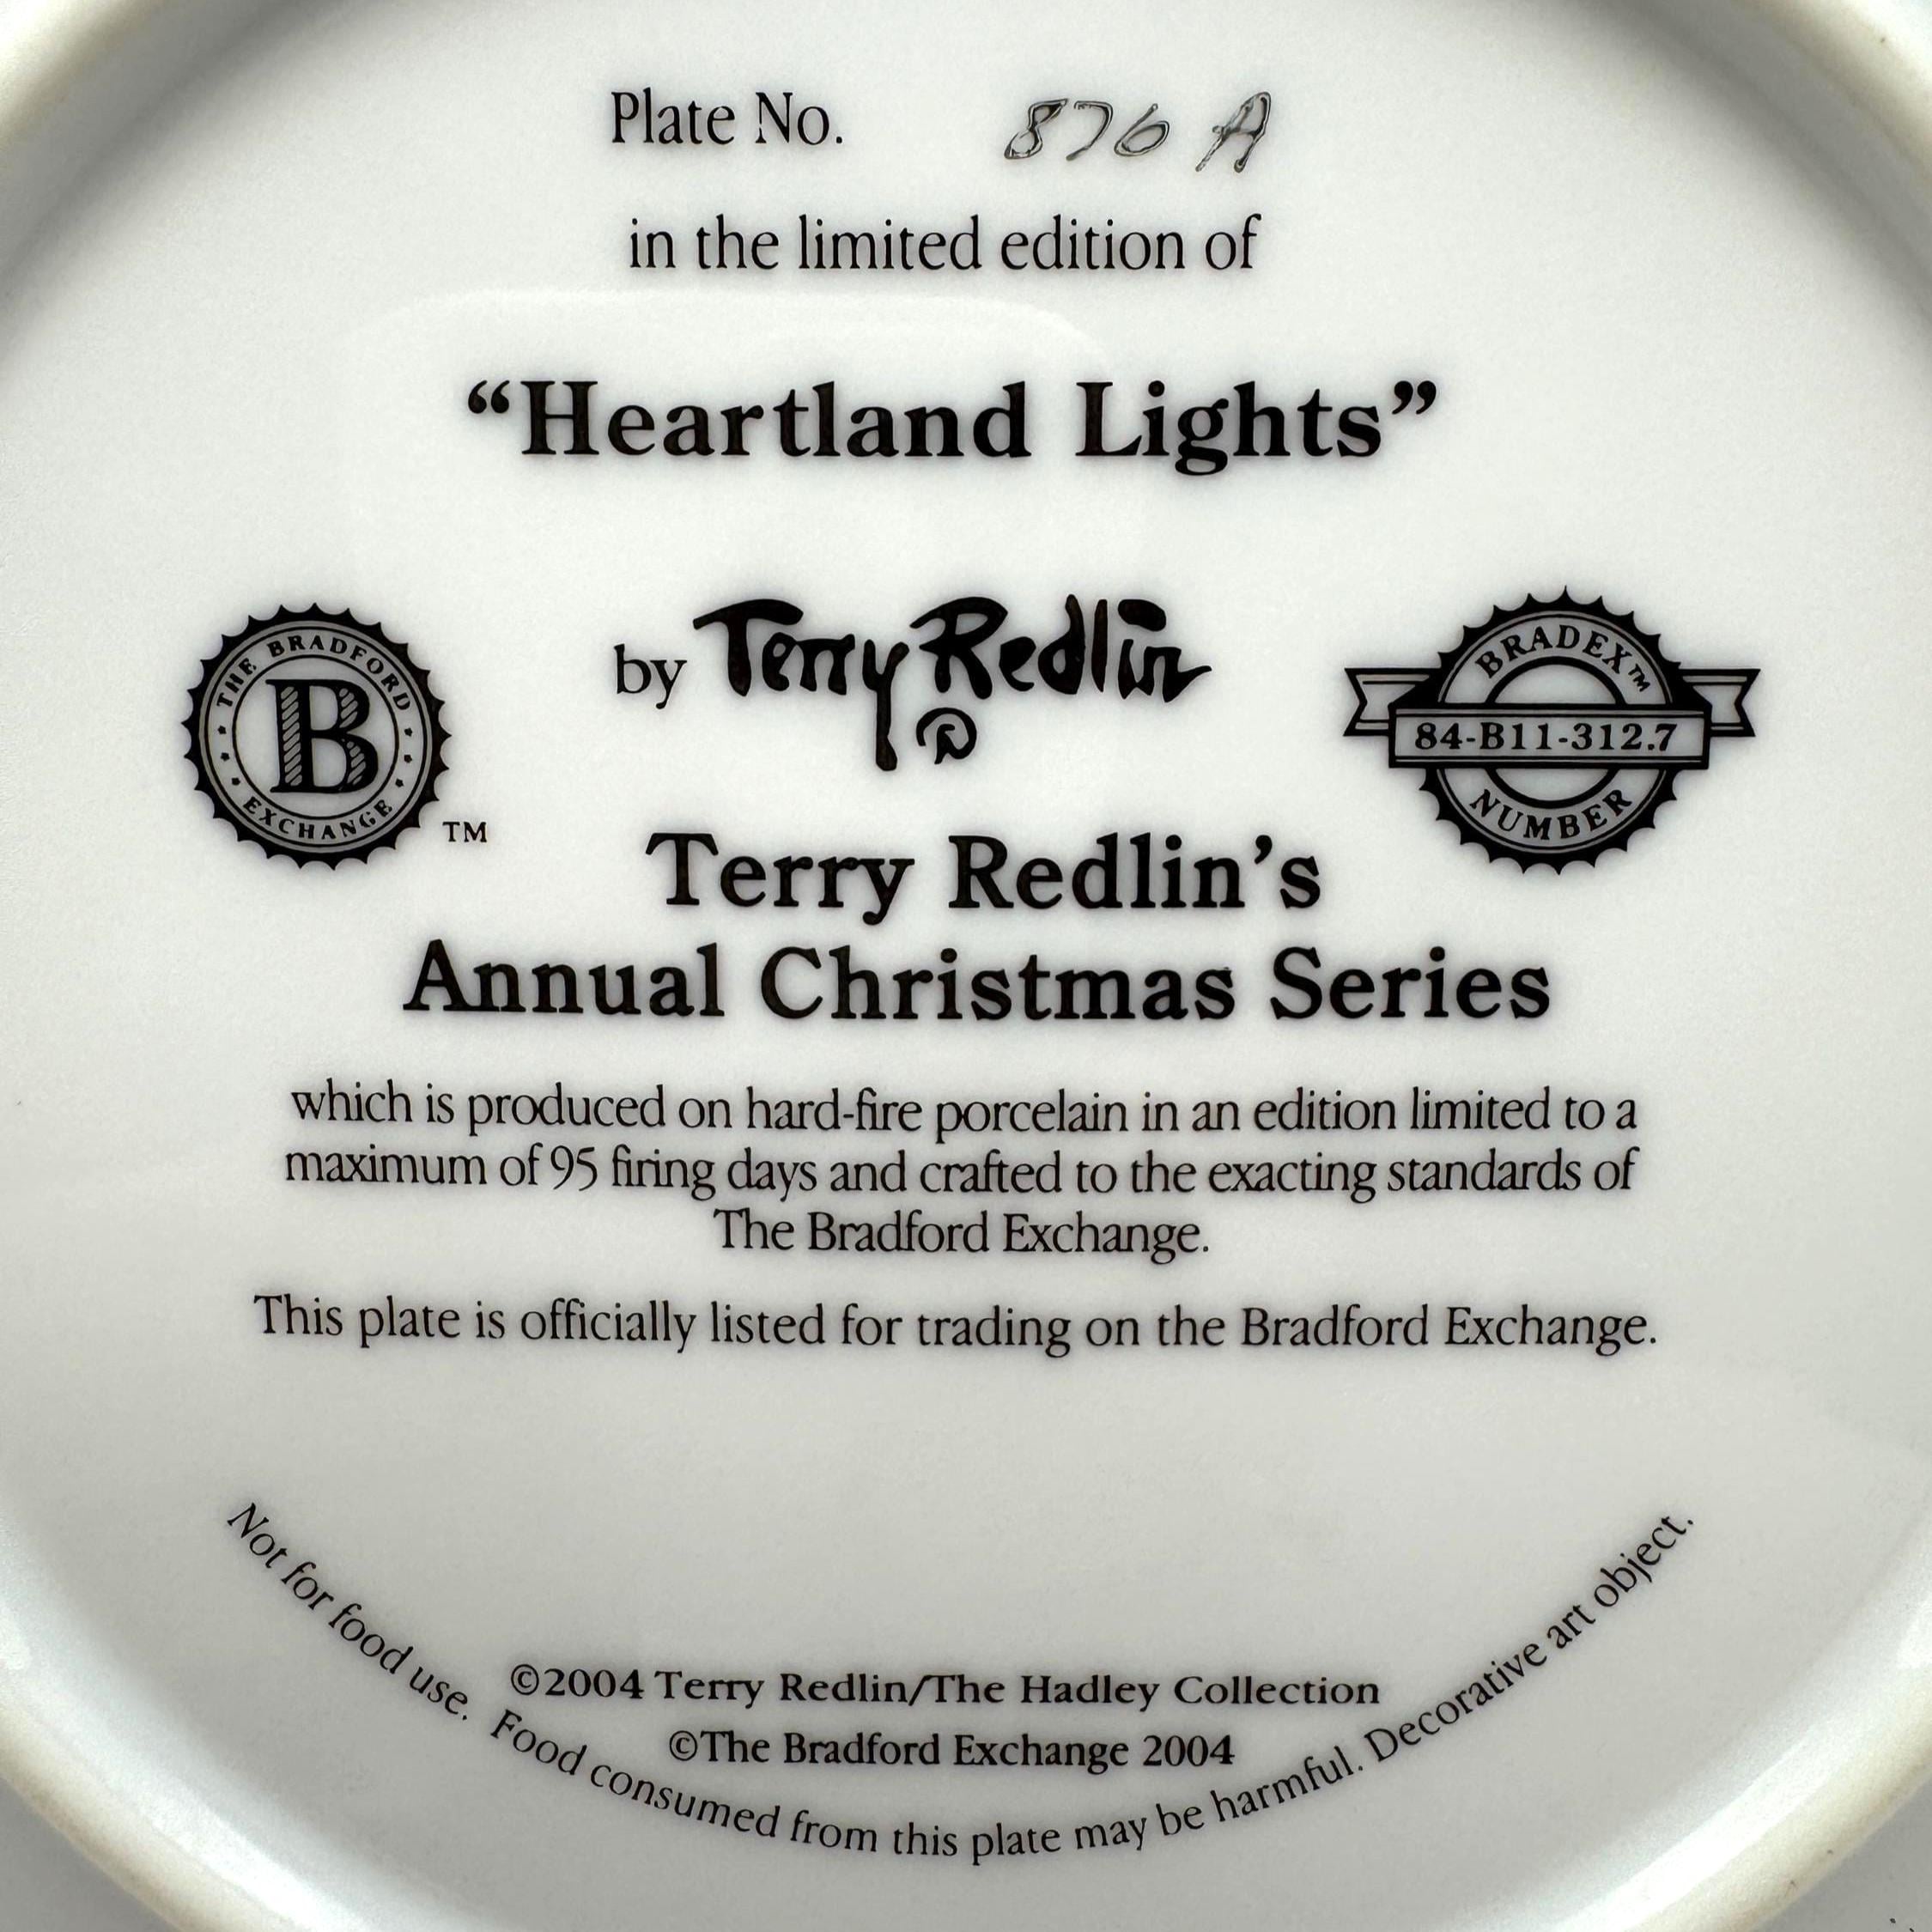 Plate No. 876 A
in the limited edition of
“Heartland Lights”
by Terry Redlin
R
THE BRADFORD
B
EXCHANGE
TM
BRADEX™
84-B11-312.7
NUMBER
Terry Redlin’s
Annual Christmas Series
which is produced on hard-fire porcelain in an edition limited to a
maximum of 95 firing days and crafted to the exacting standards of
The Bradford Exchange.
This plate is officially listed for trading on the Bradford Exchange.
©2004 Terry Redlin/The Hadley Collection
©The Bradford Exchange 2004
Not for food use. Food consumed from this plate may be harmful. Decorative art object.